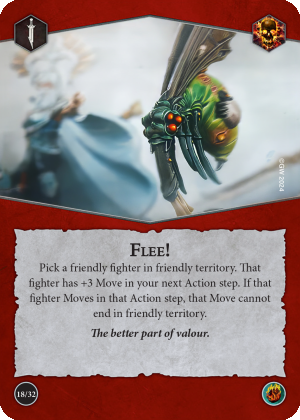 ©GW 2024
FLEE!
Pick a friendly fighter in friendly territory. That
fighter has +3 Move in your next Action step. If that
fighter Moves in that Action step, that Move cannot
end in friendly territory.
The better part of valour.
18/32